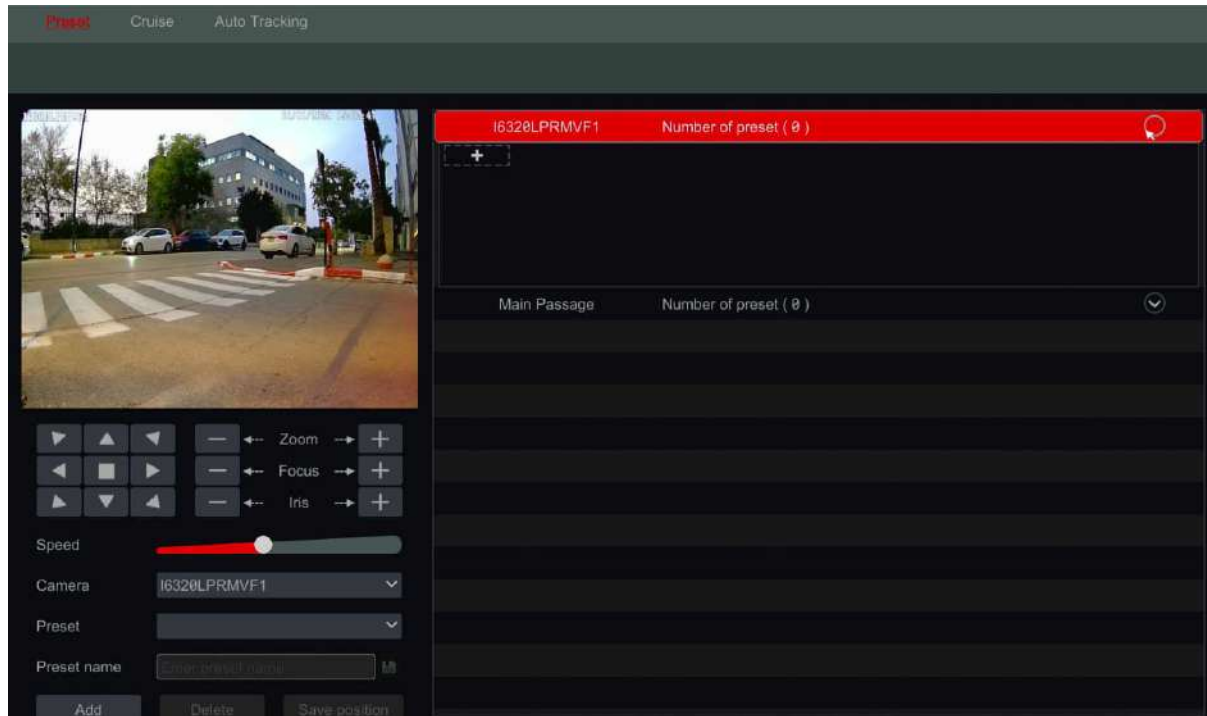 Preset Cruise Auto Tracking
I6320LPRMVF1 Number of preset ( 0 )
+
Main Passage Number of preset ( 0 )
Zoom
Focus
Iris
Speed
Camera I6320LPRMVF1
Preset
Preset name Enter preset name
Add Delete Save position